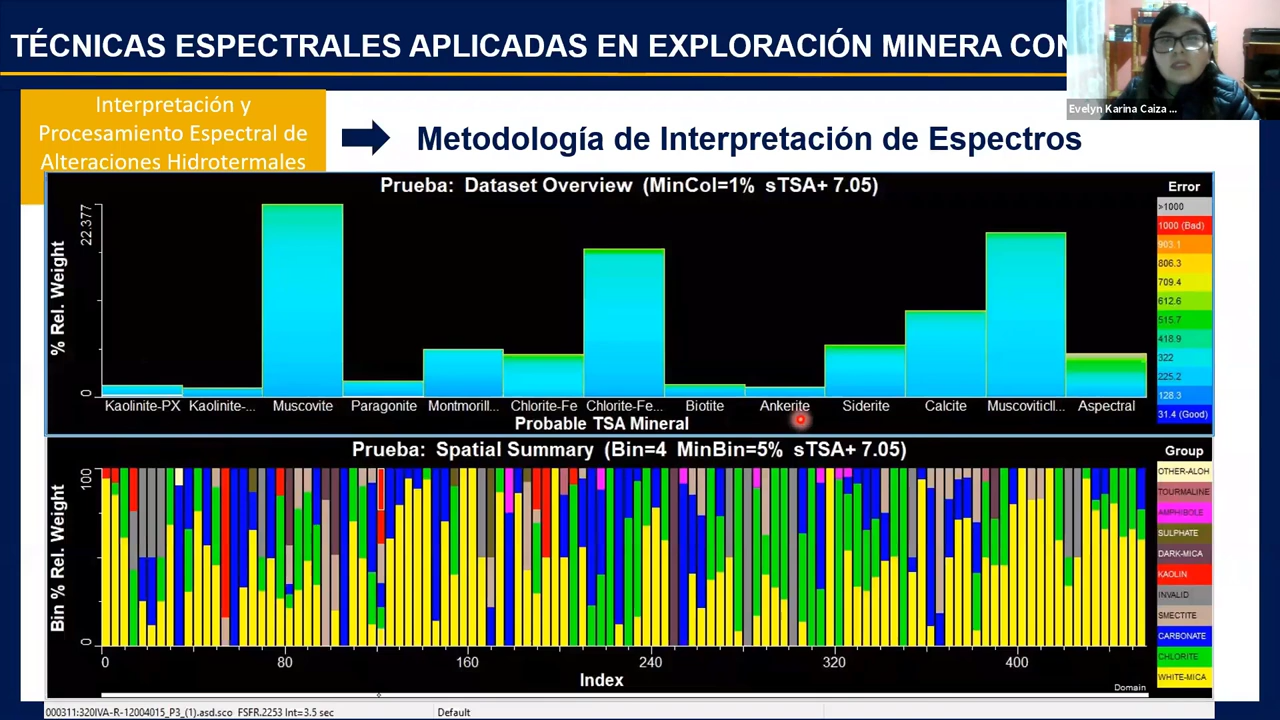 TÉCNICAS ESPECTRALES APLICADAS EN EXPLORACIÓN MINERA CON
Evelyn Karina Caiza ...
Interpretación y
Procesamiento Espectral de
Alteraciones Hidrotermales
Metodología de Interpretación de Espectros
Prueba: Dataset Overview (MinCol=1% sTSA+ 7.05)
% Rel. Weight
22.377
0
Kaolinite-PX
Kaolinite-...
Muscovite
Paragonite
Montmorill...
Chlorite-Fe
Chlorite-Fe...
Biotite
Ankerite
Siderite
Calcite
Aspectral
Probable TSA Mineral
Error
>1000
1000 (Bad)
903.1
806.3
709.4
612.6
515.7
418.9
322
225.2
128.3
31.4 (Good)
Prueba: Spatial Summary (Bin=4 MinBin=5% sTSA+ 7.05)
Bin % Rel. Weight
100
0
0 80 160 240 320 400
Index
Domain
Group
OTHER-ALOH
TOURMALINE
AMPHIBOLE
SULPHATE
DARK-MICA
KAOLIN
INVALID
SMECTITE
CARBONATE
CHLORITE
WHITE-MICA
000311:320IVA-R-12004015_P3_(1).asd.sco FSFR.2253 Int=3.5 sec
Default